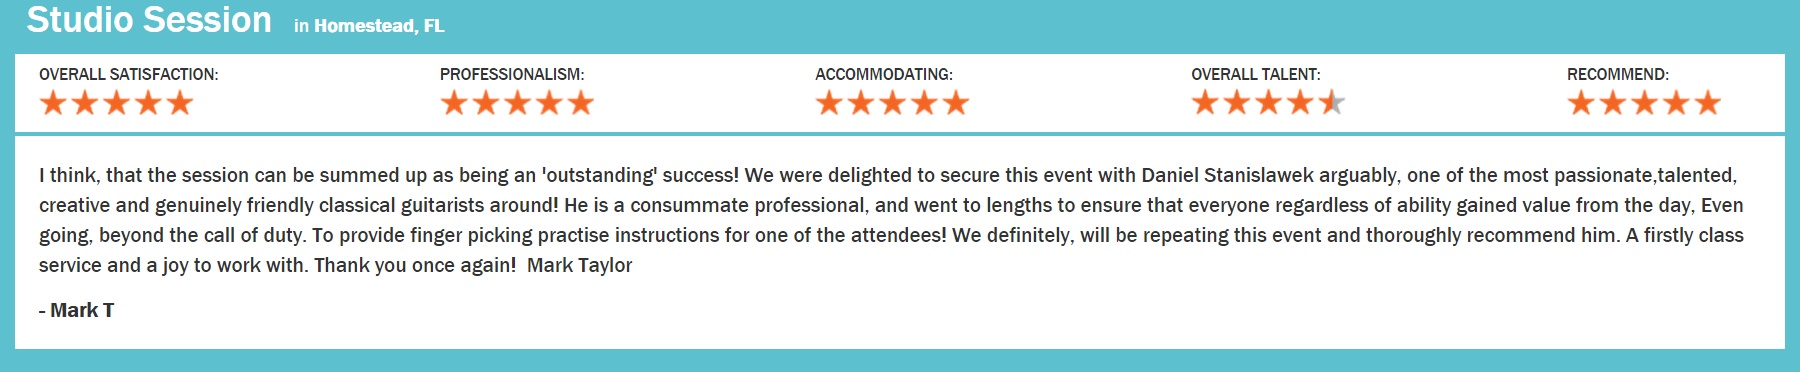 Studio Session in Homestead, FL
OVERALL SATISFACTION: PROFESSIONALISM: ACCOMMODATING: OVERALL TALENT: RECOMMEND:
I think, that the session can be summed up as being an 'outstanding' success! We were delighted to secure this event with Daniel Stanislawek arguably, one of the most passionate,talented,
creative and genuinely friendly classical guitarists around! He is a consummate professional, and went to lengths to ensure that everyone regardless of ability gained value from the day, Even
going, beyond the call of duty. To provide finger picking practise instructions for one of the attendees! We definitely, will be repeating this event and thoroughly recommend him. A firstly class
service and a joy to work with. Thank you once again!  Mark Taylor
- Mark T